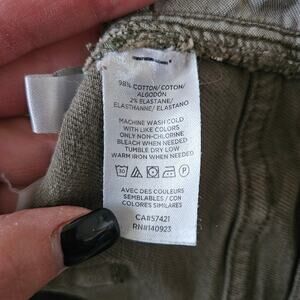 98% COTTON/COTON/
ALGODÓN
2% ELASTANE/
ELASTHANNE/ ELASTANO
MACHINE WASH COLD
WITH LIKE COLORS
ONLY NON-CHLORINE
BLEACH WHEN NEEDED
TUMBLE DRY LOW
WARM IRON WHEN NEEDED
30 P
AVEC DES COULEURS
SEMBLABLES / CON
COLORES SIMILARES
CA#57421
RN#140923